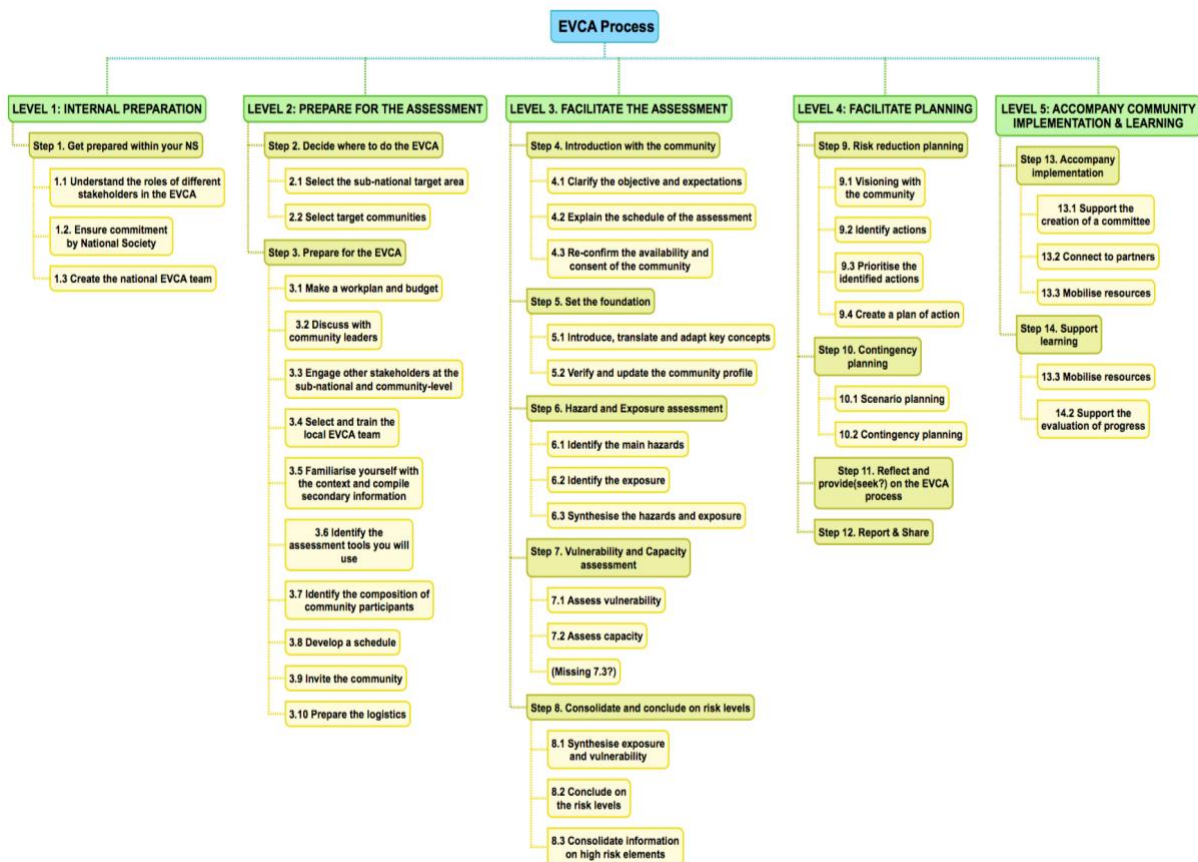 EVCA Process
LEVEL 1: INTERNAL PREPARATION
Step 1. Get prepared within your NS
1.1 Understand the roles of different
stakeholders in the EVCA
1.2. Ensure commitment
by National Society
1.3 Create the national EVCA team
LEVEL 2: PREPARE FOR THE ASSESSMENT
Step 2. Decide where to do the EVCA
2.1 Select the sub-national target area
2.2 Select target communities
Step 3. Prepare for the EVCA
3.1 Make a workplan and budget
3.2 Discuss with
community leaders
3.3 Engage other stakeholders at the
sub-national and community-level
3.4 Select and train the
local EVCA team
3.5 Familiarise yourself with
the context and compile
secondary information
3.6 Identify the
assessment tools you will
use
3.7 Identify the composition of
community participants
3.8 Develop a schedule
3.9 Invite the community
3.10 Prepare the logistics
LEVEL 3. FACILITATE THE ASSESSMENT
Step 4. Introduction with the community
4.1 Clarify the objective and expectations
4.2 Explain the schedule of the assessment
4.3 Re-confirm the availability and
consent of the community
Step 5. Set the foundation
5.1 Introduce, translate and adapt key concepts
5.2 Verify and update the community profile
Step 6. Hazard and Exposure assessment
6.1 Identify the main hazards
6.2 Identify the exposure
6.3 Synthesise the hazards and exposure
Step 7. Vulnerability and Capacity
assessment
7.1 Assess vulnerability
7.2 Assess capacity
(Missing 7.3?)
Step 8. Consolidate and conclude on risk levels
8.1 Synthesise exposure
and vulnerability
8.2 Conclude on
the risk levels
8.3 Consolidate information
on high risk elements
LEVEL 4: FACILITATE PLANNING
Step 9. Risk reduction planning
9.1 Visioning with
the community
9.2 Identify actions
9.3 Prioritise the
identified actions
9.4 Create a plan of action
Step 10. Contingency
planning
10.1 Scenario planning
10.2 Contingency planning
Step 11. Reflect and
provide(seek?) on the EVCA
process
Step 12. Report & Share
LEVEL 5: ACCOMPANY COMMUNITY
IMPLEMENTATION & LEARNING
Step 13. Accompany
implementation
13.1 Support the
creation of a committee
13.2 Connect to partners
13.3 Mobilise resources
Step 14. Support
learning
13.3 Mobilise resources
14.2 Support the
evaluation of progress